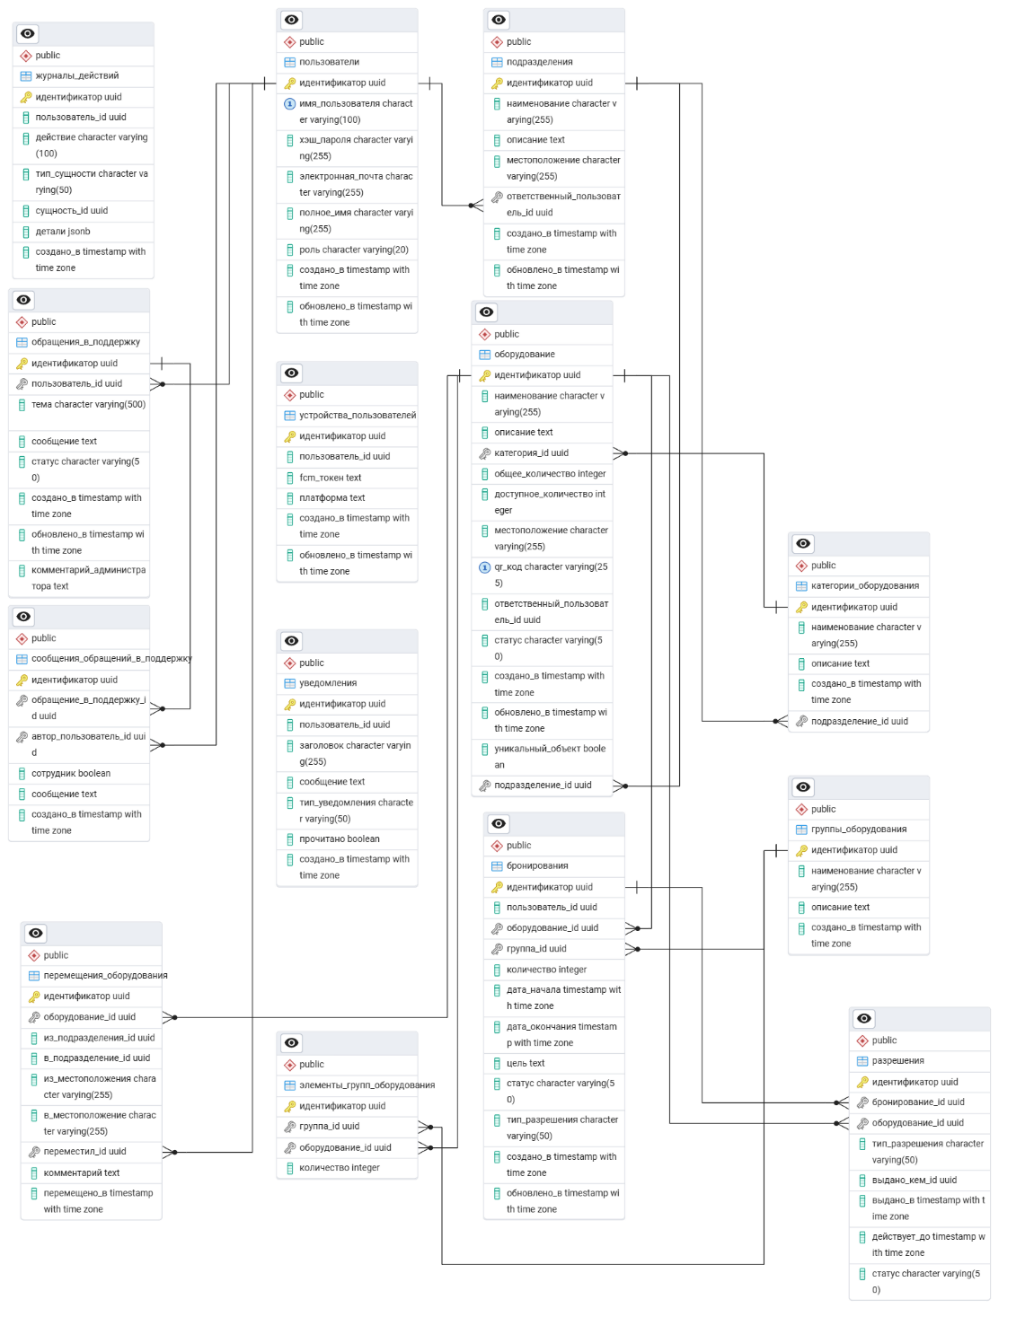 public
журналы_действий
идентификатор uuid
пользователь_id uuid
действие character varying
(100)
тип_сущности character va
rying(50)
сущность_id uuid
детали jsonb
создано_в timestamp with
time zone
public
обращения_в_поддержку
идентификатор uuid
пользователь_id uuid
тема character varying(500)
сообщение text
статус character varying(5
0)
создано_в timestamp with
time zone
обновлено_в timestamp wi
th time zone
комментарий_администра
тора text
public
сообщения_обращений_в_поддержку
идентификатор uuid
обращение_в_поддержку_i
d uuid
автор_пользователь_id uui
d
сотрудник boolean
сообщение text
создано_в timestamp with
time zone
public
перемещения_оборудования
идентификатор uuid
оборудование_id uuid
из_подразделения_id uuid
в_подразделение_id uuid
из_местоположения chara
cter varying(255)
в_местоположение charac
ter varying(255)
переместил_id uuid
комментарий text
перемещено_в timestamp
with time zone
public
пользователи
идентификатор uuid
имя_пользователя charact
er varying(100)
хэш_пароля character varyi
ng(255)
электронная_почта charac
ter varying(255)
полное_имя character varyi
ng(255)
роль character varying(20)
создано_в timestamp with
time zone
обновлено_в timestamp wi
th time zone
public
устройства_пользователей
идентификатор uuid
пользователь_id uuid
fcm_токен text
платформа text
создано_в timestamp with
time zone
обновлено_в timestamp wi
th time zone
public
уведомления
идентификатор uuid
пользователь_id uuid
заголовок character varyin
g(255)
сообщение text
тип_уведомления characte
r varying(50)
прочитано boolean
создано_в timestamp with
time zone
public
элементы_групп_оборудования
идентификатор uuid
группа_id uuid
оборудование_id uuid
количество integer
public
подразделения
идентификатор uuid
наименование character v
arying(255)
описание text
местоположение character
varying(255)
ответственный_пользоват
ель_id uuid
создано_в timestamp with
time zone
обновлено_в timestamp wi
th time zone
public
оборудование
идентификатор uuid
наименование character v
arying(255)
описание text
категория_id uuid
общее_количество integer
доступное_количество int
eger
местоположение character
varying(255)
qr_код character varying(25
5)
ответственный_пользоват
ель_id uuid
статус character varying(5
0)
создано_в timestamp with
time zone
обновлено_в timestamp wi
th time zone
уникальный_объект boole
an
подразделение_id uuid
public
бронирования
идентификатор uuid
пользователь_id uuid
оборудование_id uuid
группа_id uuid
количество integer
дата_начала timestamp wit
h time zone
дата_окончания timestam
p with time zone
цель text
статус character varying(5
0)
тип_разрешения character
varying(50)
создано_в timestamp with
time zone
обновлено_в timestamp wi
th time zone
public
категории_оборудования
идентификатор uuid
наименование character v
arying(255)
описание text
создано_в timestamp with
time zone
подразделение_id uuid
public
группы_оборудования
идентификатор uuid
наименование character v
arying(255)
описание text
создано_в timestamp with
time zone
public
разрешения
идентификатор uuid
бронирование_id uuid
оборудование_id uuid
тип_разрешения character
varying(50)
выдано_кем_id uuid
выдано_в timestamp with t
ime zone
действует_до timestamp w
ith time zone
статус character varying(5
0)